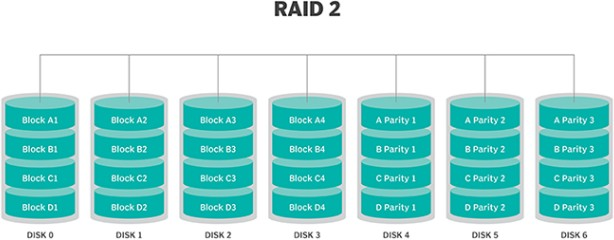 RAID 2
Block A1 Block A2 Block A3 Block A4 A Parity 1 A Parity 2 A Parity 3
Block B1 Block B2 Block B3 Block B4 B Parity 1 B Parity 2 B Parity 3
Block C1 Block C2 Block C3 Block C4 C Parity 1 C Parity 2 C Parity 3
Block D1 Block D2 Block D3 Block D4 D Parity 1 D Parity 2 D Parity 3
DISK 0 DISK 1 DISK 2 DISK 3 DISK 4 DISK 5 DISK 6